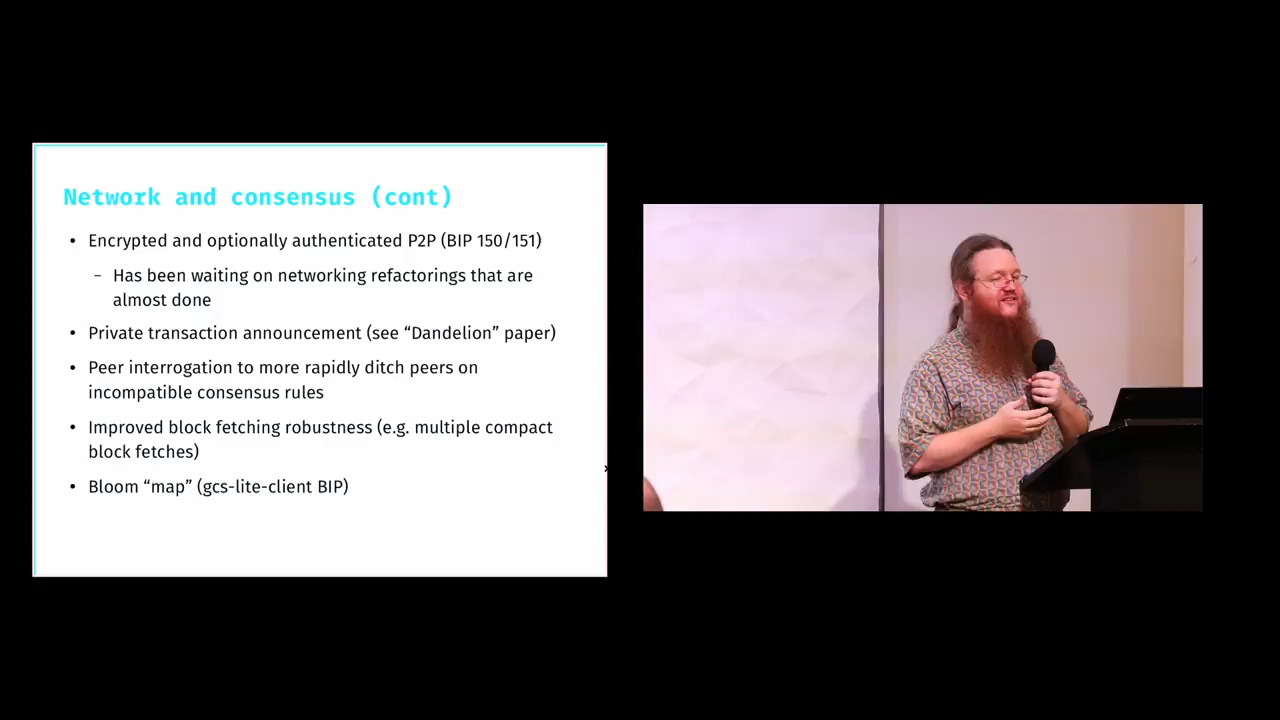 Network and consensus (cont)
• Encrypted and optionally authenticated P2P (BIP 150/151)
– Has been waiting on networking refactorings that are
almost done
• Private transaction announcement (see “Dandelion” paper)
• Peer interrogation to more rapidly ditch peers on
incompatible consensus rules
• Improved block fetching robustness (e.g. multiple compact
block fetches)
• Bloom “map” (gcs-lite-client BIP)